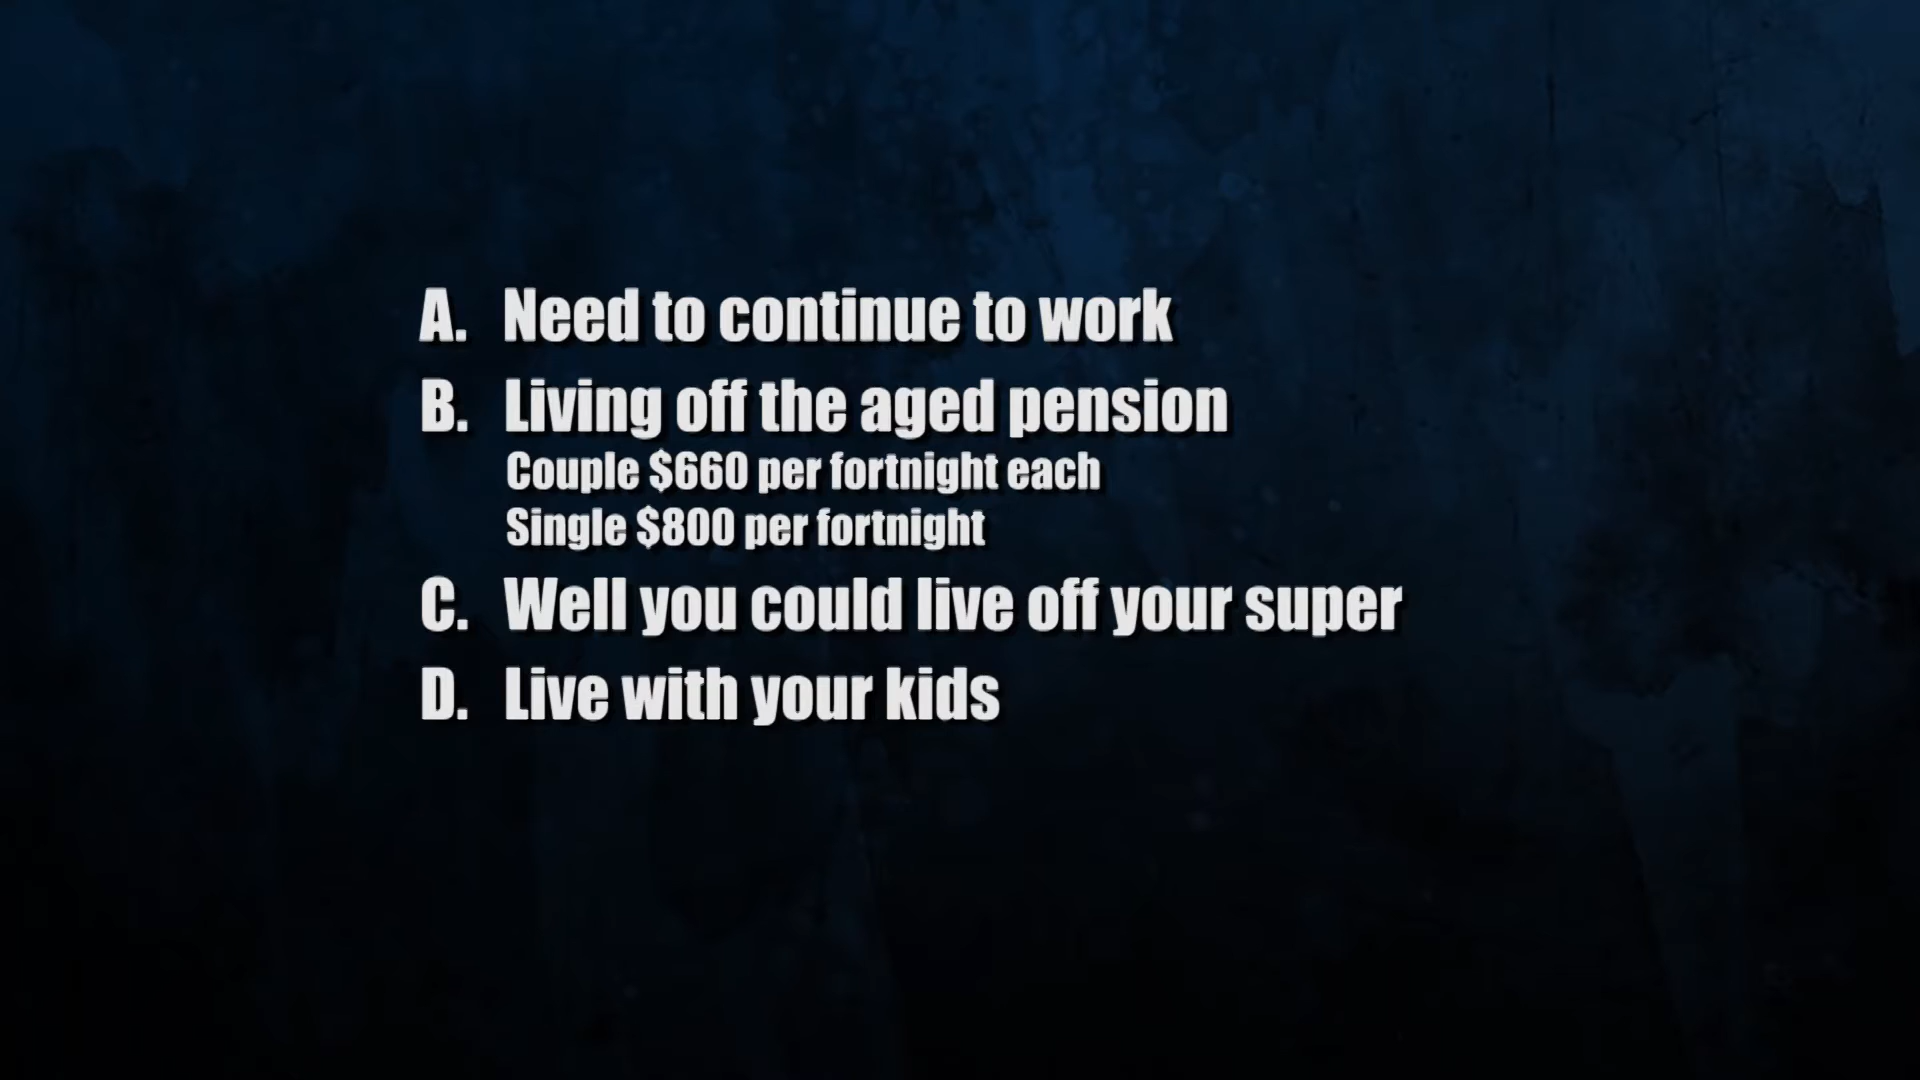 A. Need to continue to work
B. Living off the aged pension
Couple $660 per fortnight each
Single $800 per fortnight
C. Well you could live off your super
D. Live with your kids